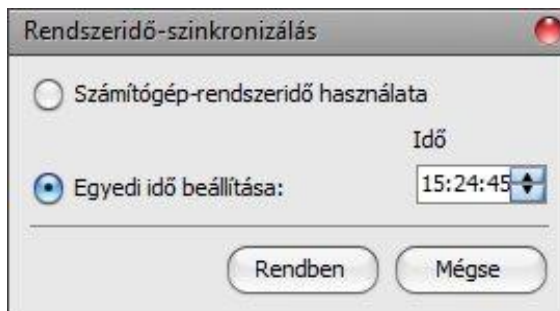 Rendszeridő-szinkronizálás
Számítógép-rendszeridő használata
Idő
Egyedi idő beállítása: 15:24:45
Rendben Mégse